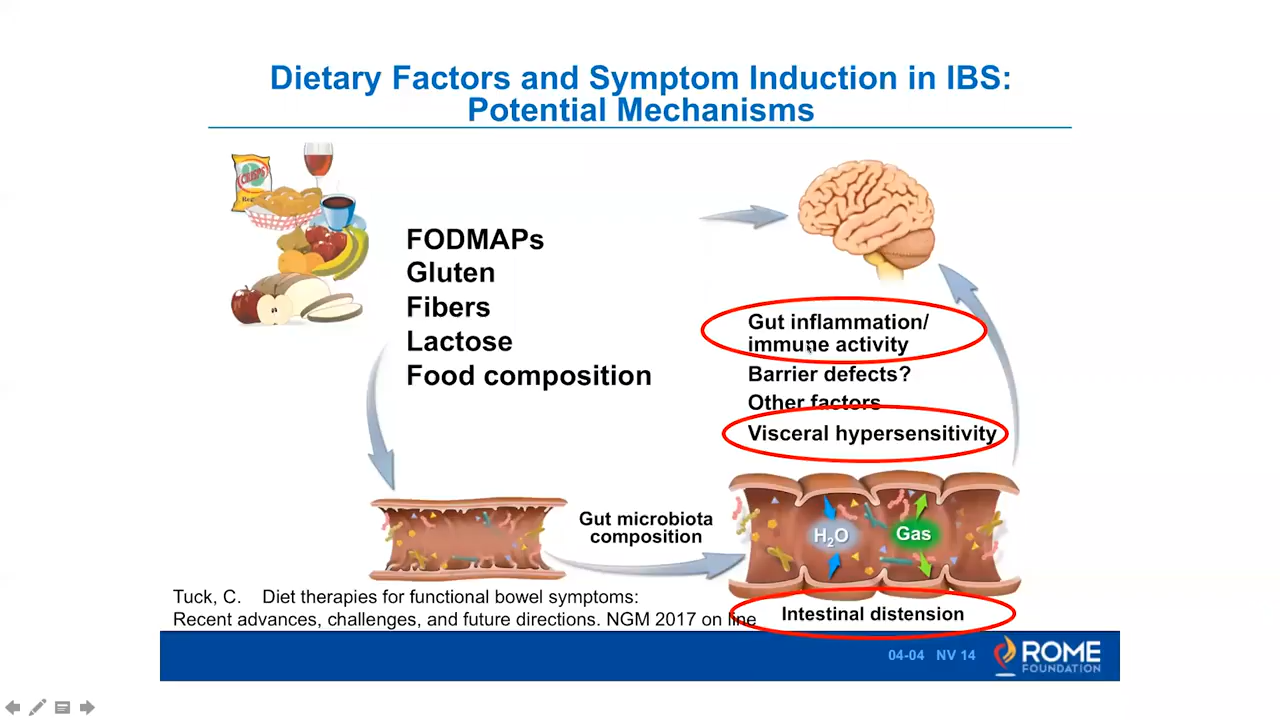 Dietary Factors and Symptom Induction in IBS:
Potential Mechanisms
CRISPS
FODMAPs
Gluten
Fibers
Lactose
Food composition
Gut inflammation/
immune activity
Barrier defects?
Other factors
Visceral hypersensitivity
Gut microbiota
composition
H₂O
Gas
Intestinal distension
Tuck, C. Diet therapies for functional bowel symptoms:
Recent advances, challenges, and future directions. NGM 2017 on line
04-04 NV 14
ROME
FOUNDATION